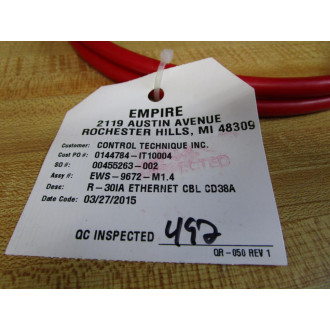 EMPIRE
2119 AUSTIN AVENUE
ROCHESTER HILLS, MI 48309
Customer: CONTROL TECHNIQUE INC.
Cust PO #: 0144784-IT10004
SO #: 00455263-002
Assy #: EWS-9672-M1.4
Desc: R-30IA ETHERNET CBL CD38A
Date Code: 03/27/2015
QC INSPECTED 492
QR-050 REV 1